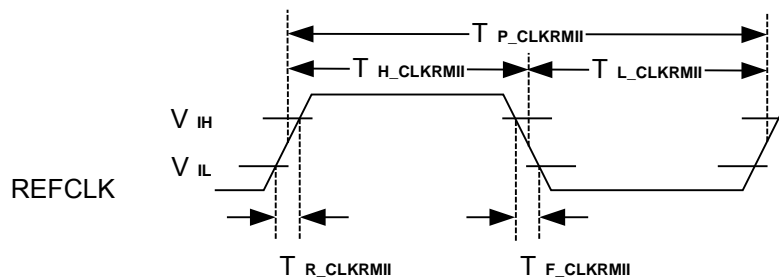 T P_CLKRMII
T H_CLKRMII T L_CLKRMII
V IH
V IL
REFCLK
T R_CLKRMII T F_CLKRMII